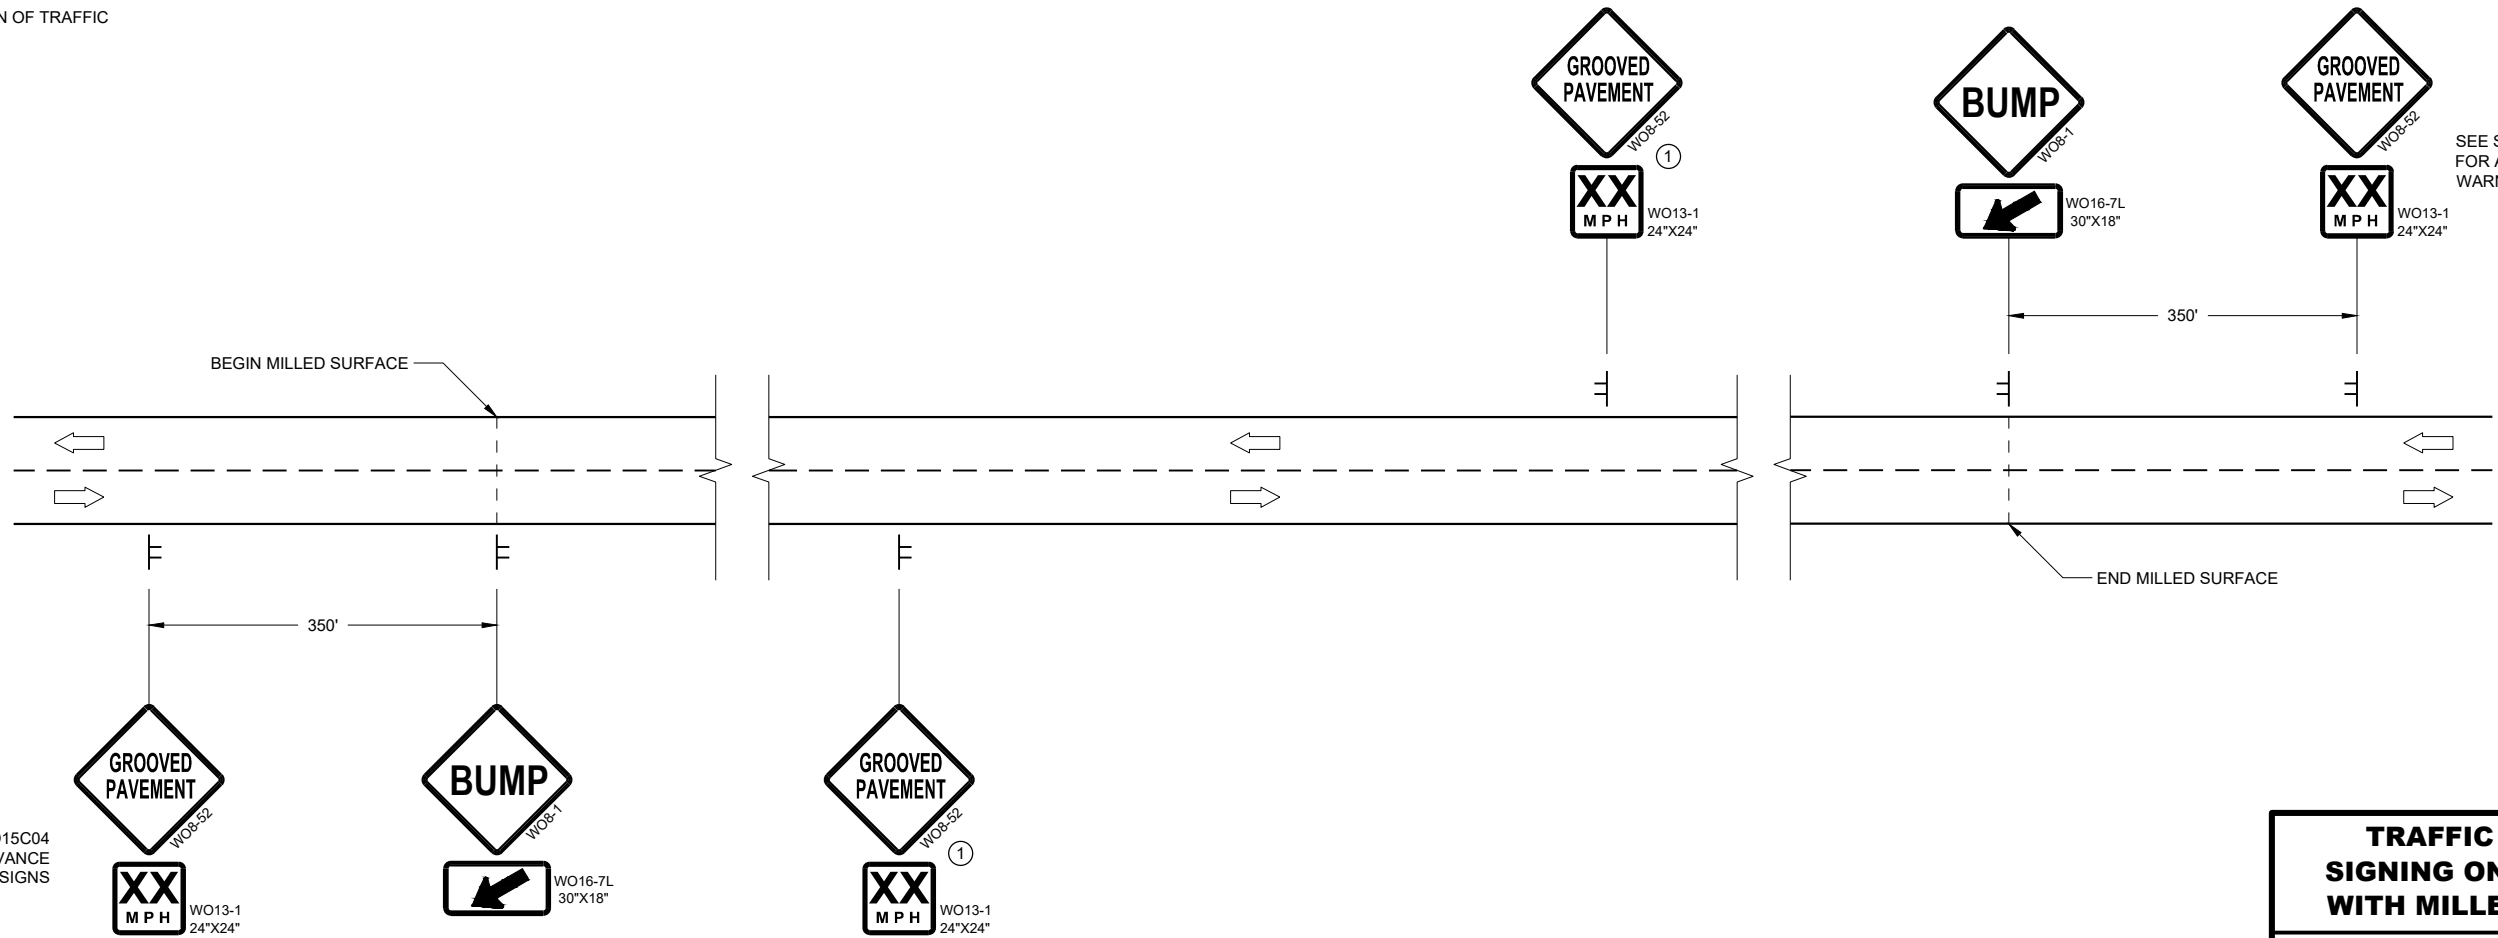 N OF TRAFFIC
GROOVED
PAVEMENT
WO8-52
1
XX
MPH
WO13-1
24"X24"
BUMP
WO8-1
WO16-7L
30"X18"
GROOVED
PAVEMENT
WO8-52
XX
MPH
WO13-1
24"X24"
SEE S
FOR A
WARN
350'
BEGIN MILLED SURFACE
END MILLED SURFACE
350'
GROOVED
PAVEMENT
WO8-52
XX
MPH
WO13-1
24"X24"
15C04
VANCE
SIGNS
BUMP
WO8-1
WO16-7L
30"X18"
GROOVED
PAVEMENT
WO8-52
1
XX
MPH
WO13-1
24"X24"
TRAFFIC
SIGNING ON
WITH MILLE